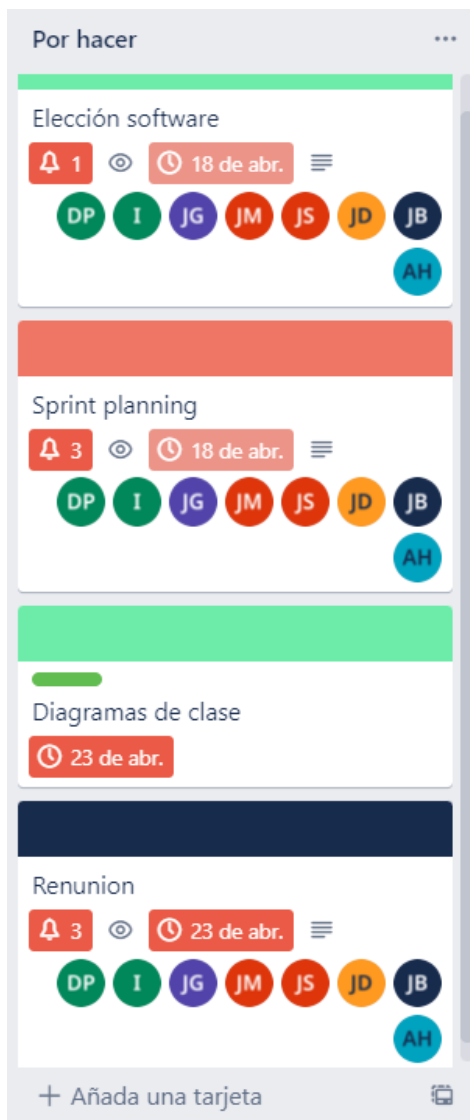 Por hacer
Elección software
1 18 de abr.
DP I JG JM JS JD JB
AH
Sprint planning
3 18 de abr.
DP I JG JM JS JD JB
AH
Diagramas de clase
23 de abr.
Renunion
3 23 de abr.
DP I JG JM JS JD JB
AH
+ Añada una tarjeta